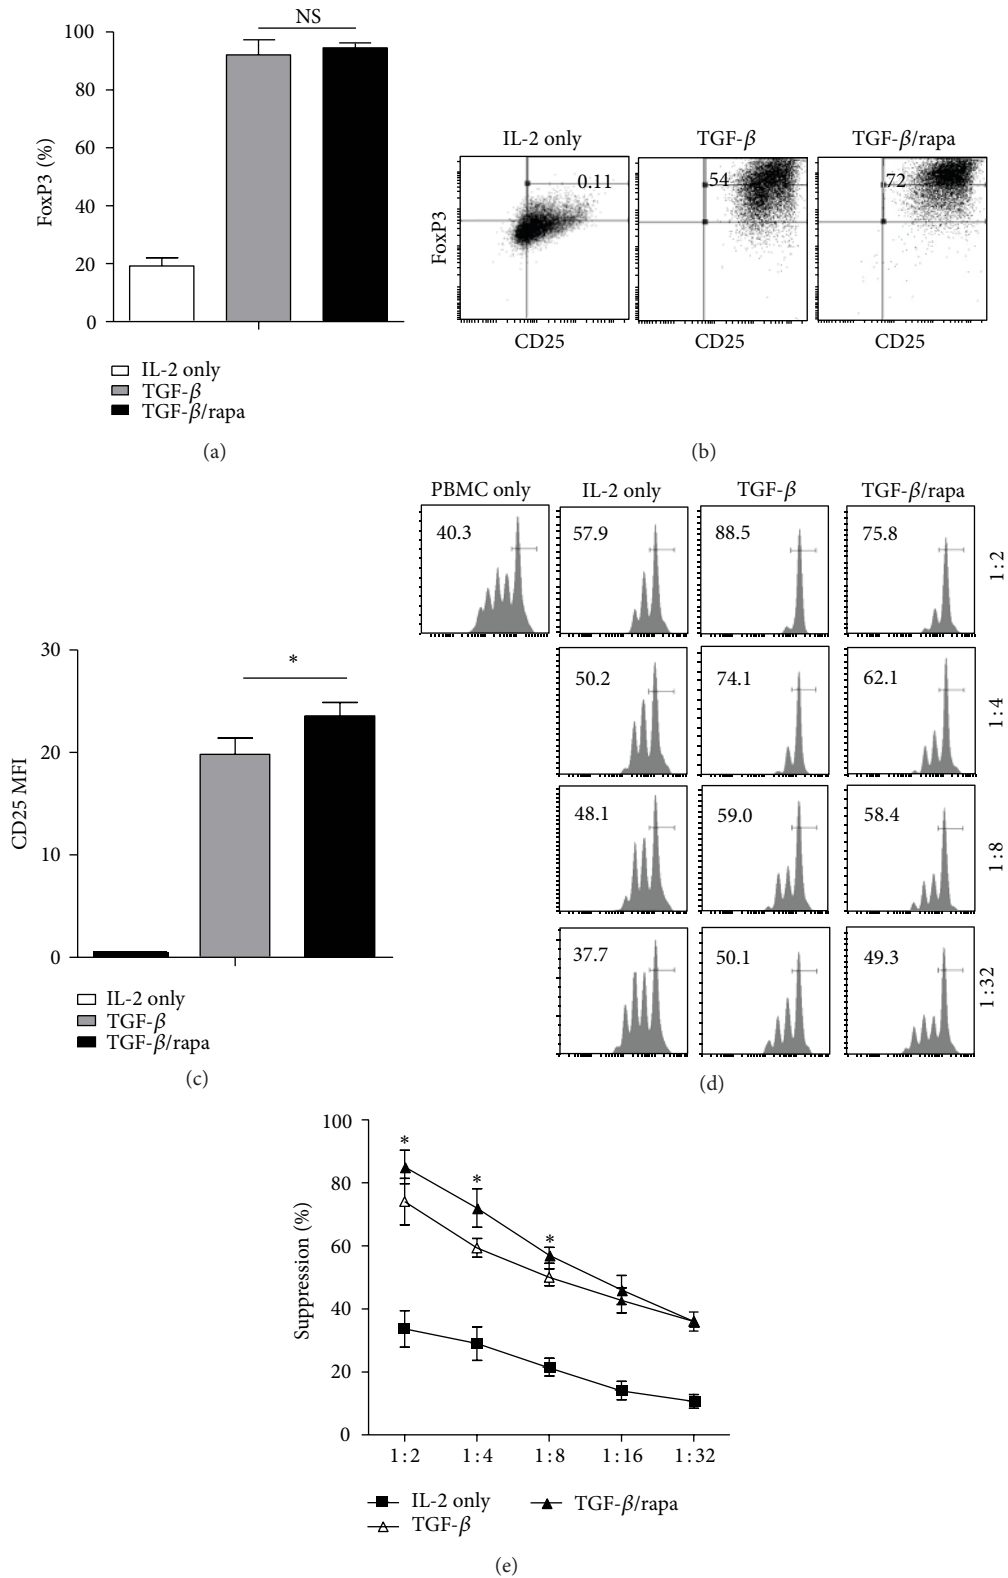 NS
100
80
60
40
20
0
FoxP3 (%)
IL-2 only
TGF-β
TGF-β/rapa
(a)
IL-2 only TGF-β TGF-β/rapa
0.11 54 72
FoxP3
CD25 CD25 CD25
(b)
PBMC only IL-2 only TGF-β TGF-β/rapa
40.3 57.9 88.5 75.8 1:2
50.2 74.1 62.1 1:4
48.1 59.0 58.4 1:8
37.7 50.1 49.3 1:32
(d)
30
20
10
0
CD25 MFI
*
IL-2 only
TGF-β
TGF-β/rapa
(c)
100
80
60
40
20
0
Suppression (%)
* * *
1:2 1:4 1:8 1:16 1:32
IL-2 only TGF-β/rapa
TGF-β
(e)